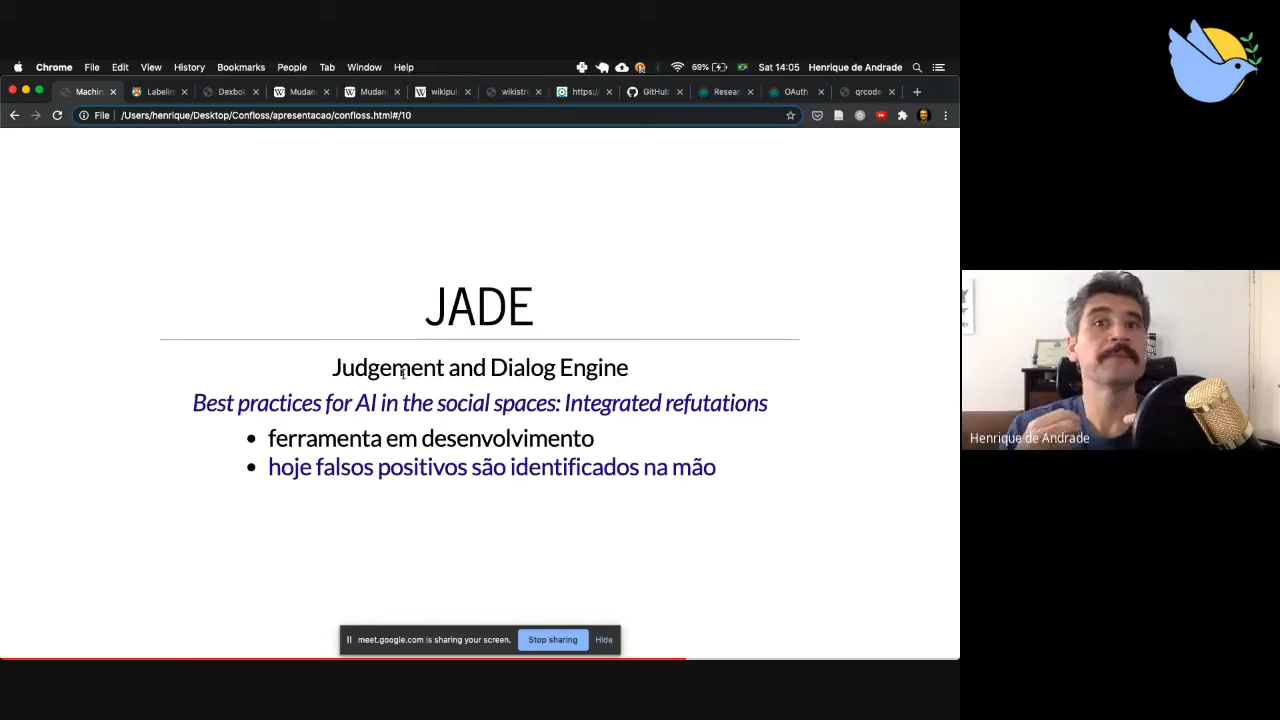 Chrome File Edit View History Bookmarks People Tab Window Help 69% Sat 14:05 Henrique de Andrade
Machin Labelin Dexbo Mudan Mudan wikipul wikistre https:// GitHub Resear OAuth qrcode
File /Users/henrique/Desktop/Confloss/apresentacao/confloss.html#/10
JADE
Judgement and Dialog Engine
Best practices for AI in the social spaces: Integrated refutations
ferramenta em desenvolvimento
hoje falsos positivos são identificados na mão
Henrique de Andrade
meet.google.com is sharing your screen. Stop sharing Hide